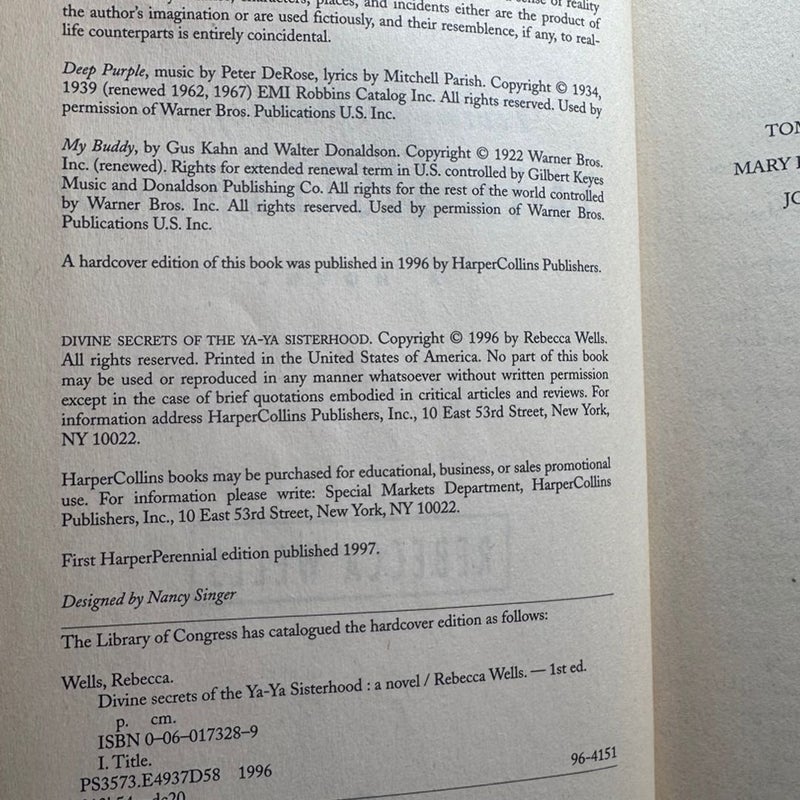 places, and incidents either are the product of
the author's imagination or are used fictiously, and their resemblence, if any, to real-
life counterparts is entirely coincidental.
Deep Purple, music by Peter DeRose, lyrics by Mitchell Parish. Copyright © 1934,
1939 (renewed 1962, 1967) EMI Robbins Catalog Inc. All rights reserved. Used by
permission of Warner Bros. Publications U.S. Inc.
My Buddy, by Gus Kahn and Walter Donaldson. Copyright © 1922 Warner Bros.
Inc. (renewed). Rights for extended renewal term in U.S. controlled by Gilbert Keyes
Music and Donaldson Publishing Co. All rights for the rest of the world controlled
by Warner Bros. Inc. All rights reserved. Used by permission of Warner Bros.
Publications U.S. Inc.
A hardcover edition of this book was published in 1996 by HarperCollins Publishers.
DIVINE SECRETS OF THE YA-YA SISTERHOOD. Copyright © 1996 by Rebecca Wells.
All rights reserved. Printed in the United States of America. No part of this book
may be used or reproduced in any manner whatsoever without written permission
except in the case of brief quotations embodied in critical articles and reviews. For
information address HarperCollins Publishers, Inc., 10 East 53rd Street, New York,
NY 10022.
HarperCollins books may be purchased for educational, business, or sales promotional
use. For information please write: Special Markets Department, HarperCollins
Publishers, Inc., 10 East 53rd Street, New York, NY 10022.
First HarperPerennial edition published 1997.
Designed by Nancy Singer
The Library of Congress has catalogued the hardcover edition as follows:
Wells, Rebecca.
Divine secrets of the Ya-Ya Sisterhood : a novel / Rebecca Wells. — 1st ed.
p. cm.
ISBN 0-06-017328-9
I. Title.
PS3573.E4937D58 1996
96-4151
dc20
TOM
MARY
JO